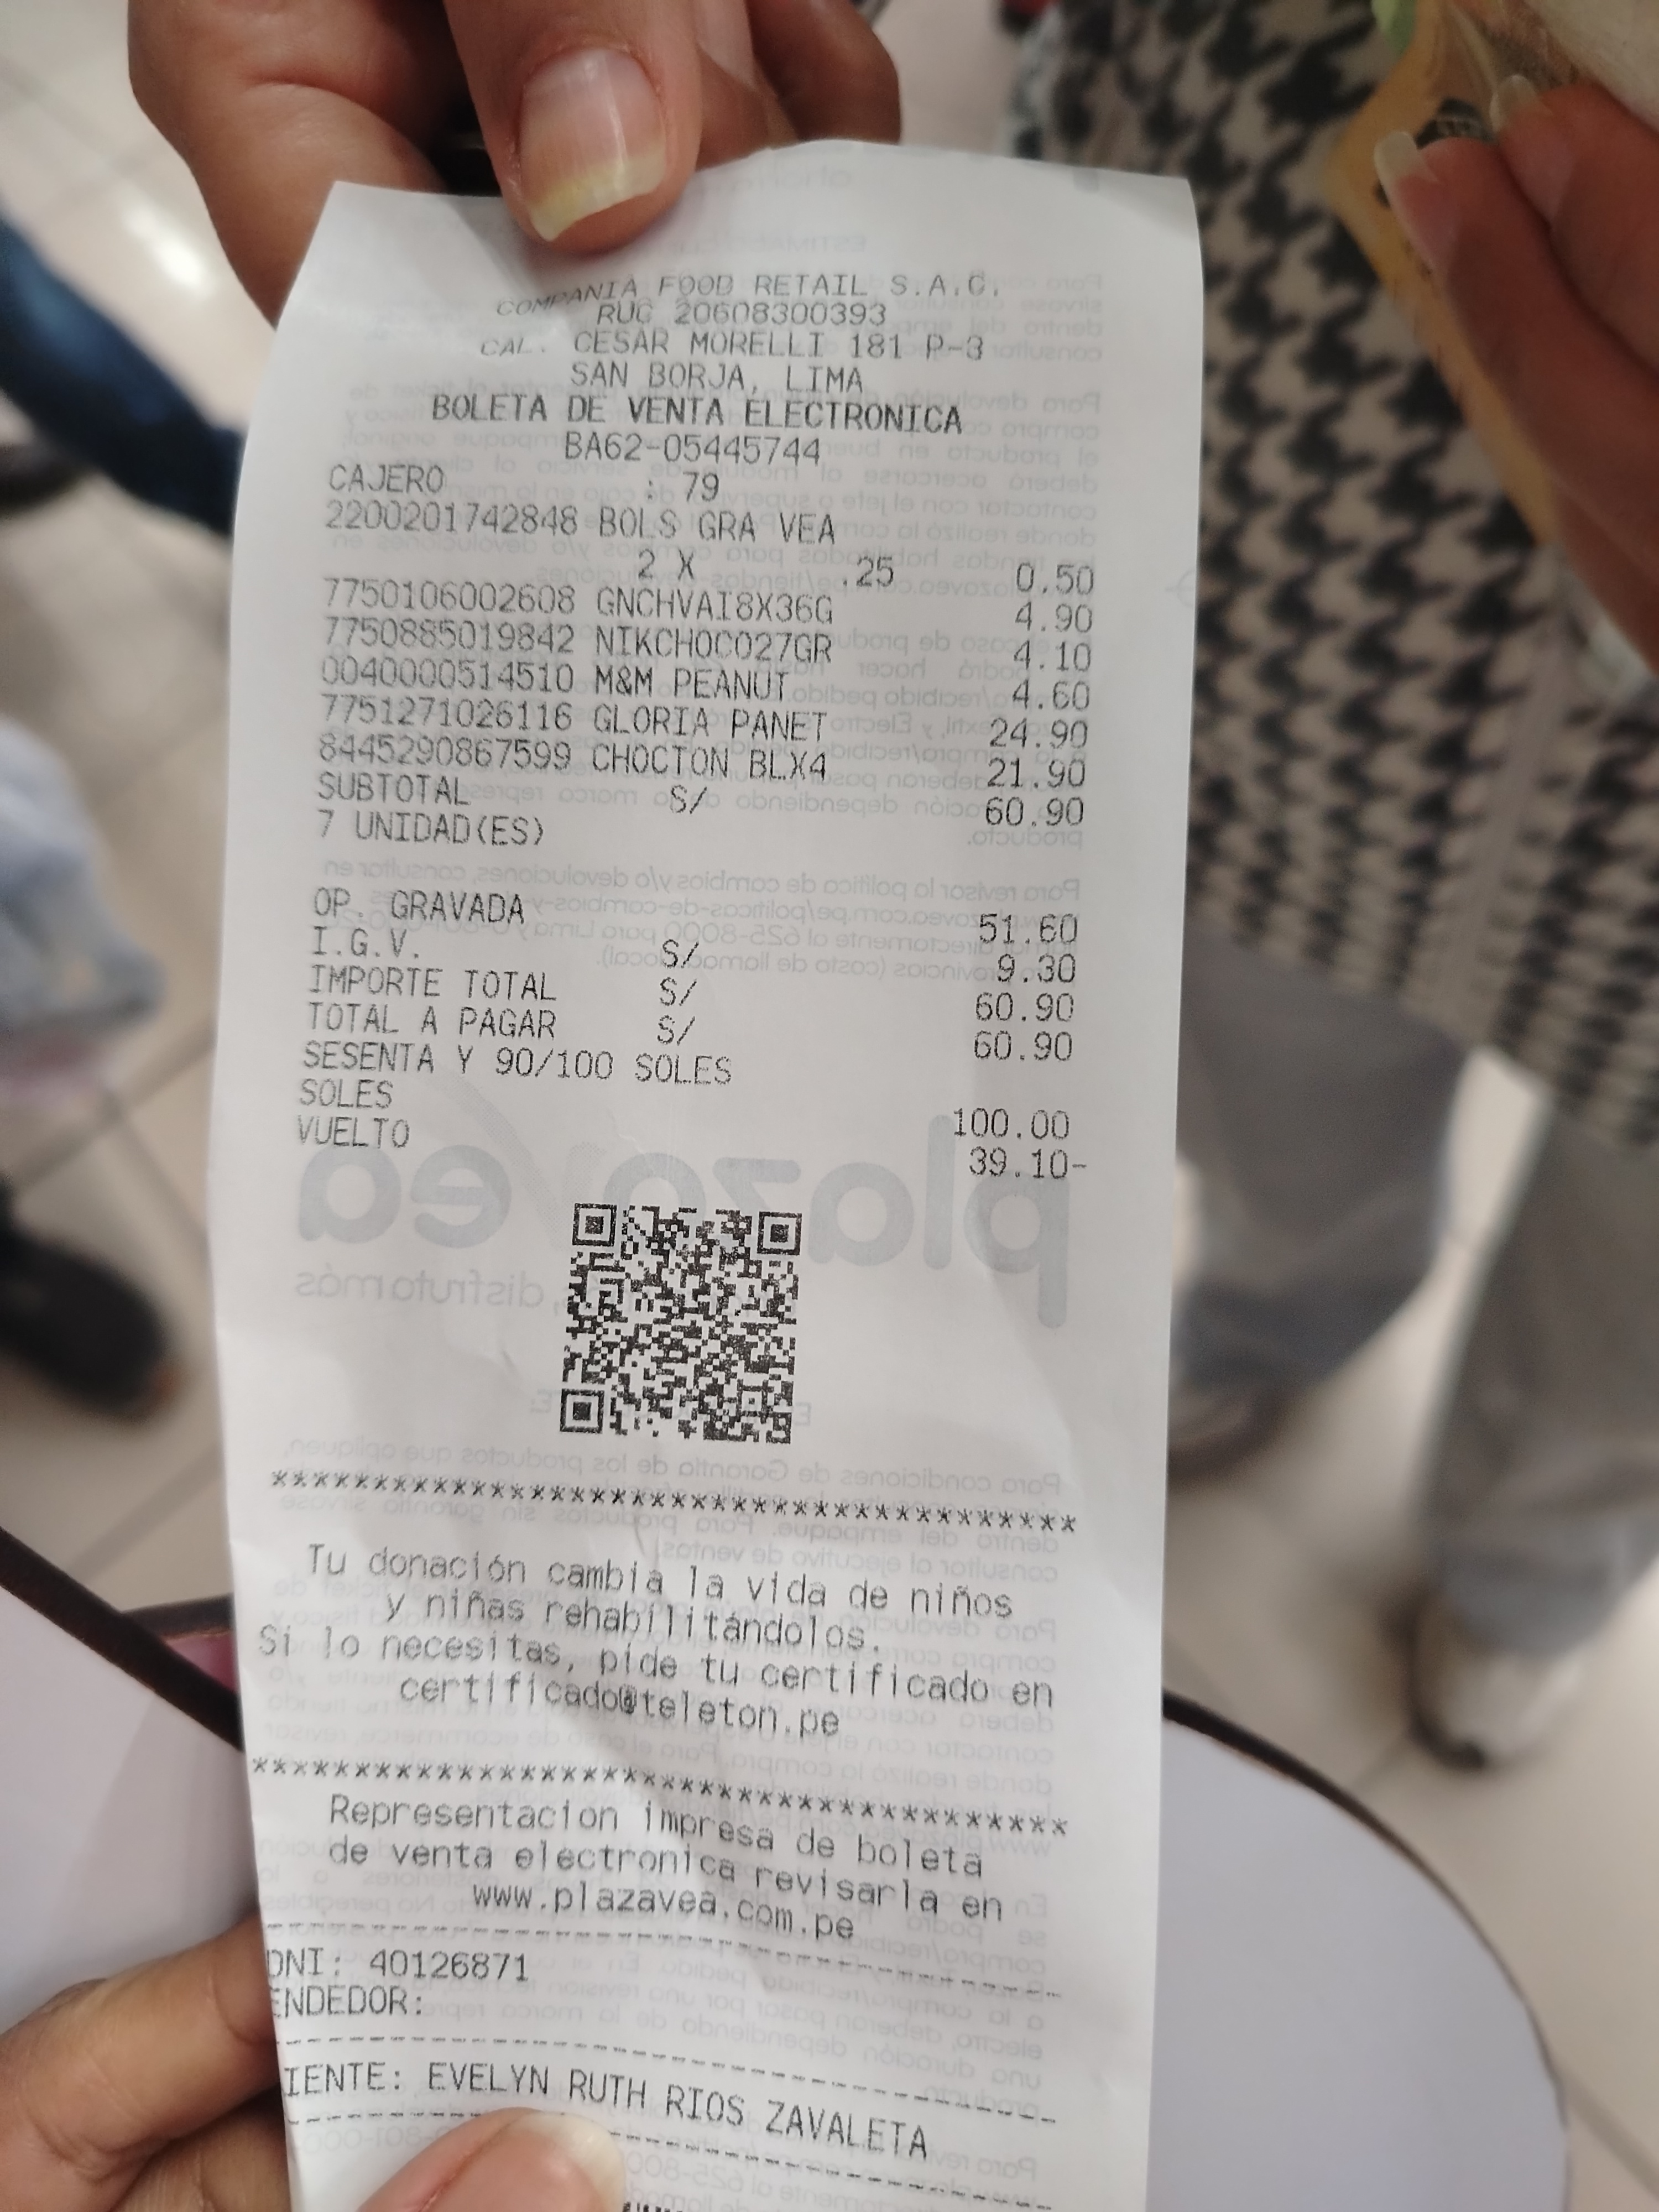 COMPANIA FOOD RETAIL S.A.C.
RUC 20608300393
CAL. CESAR MORELLI 181 P-3
SAN BORJA, LIMA
BOLETA DE VENTA ELECTRONICA
BA62-05445744
CAJERO : 79
2200201742848 BOLS GRA VEA
2 X .25 0.50
7750106002608 GNCHVAI8X36G 4.90
7750885019842 NIKCHOCO27GR 4.10
0040000514510 M&M PEANUT 4.60
7751271026116 GLORIA PANET 24.90
8445290867599 CHOCTON BLX4 21.90
SUBTOTAL S/ 60.90
7 UNIDAD(ES)
OP. GRAVADA 51.60
I.G.V. S/ 9.30
IMPORTE TOTAL S/ 60.90
TOTAL A PAGAR S/ 60.90
SESENTA Y 90/100 SOLES
SOLES 100.00
VUELTO 39.10-
****************************************
Tu donación cambia la vida de niños
y niñas rehabilitándolos.
Si lo necesitas, pide tu certificado en
certificado@teleton.pe
****************************************
Representacion impresa de boleta
de venta electronica revisarla en
www.plazavea.com.pe
DNI: 40126871
ENDEDOR:
IENTE: EVELYN RUTH RIOS ZAVALETA